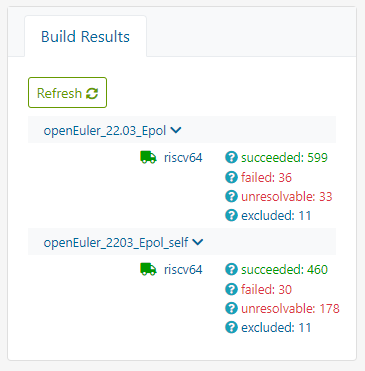 Build Results
Refresh
openEuler_22.03_Epol
riscv64 succeeded: 599
failed: 36
unresolvable: 33
excluded: 11
openEuler_2203_Epol_self
riscv64 succeeded: 460
failed: 30
unresolvable: 178
excluded: 11